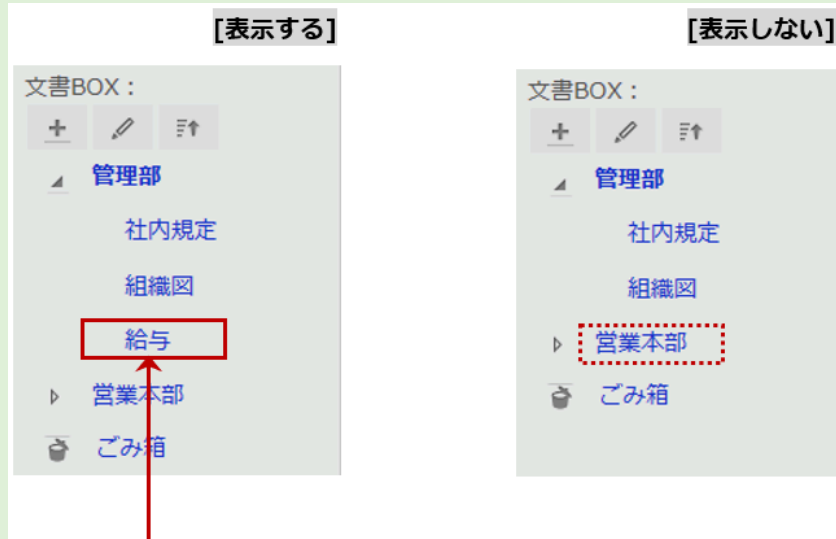 [表示する]
文書BOX：
管理部
社内規定
組織図
給与
営業本部
ごみ箱
[表示しない]
文書BOX：
管理部
社内規定
組織図
営業本部
ごみ箱